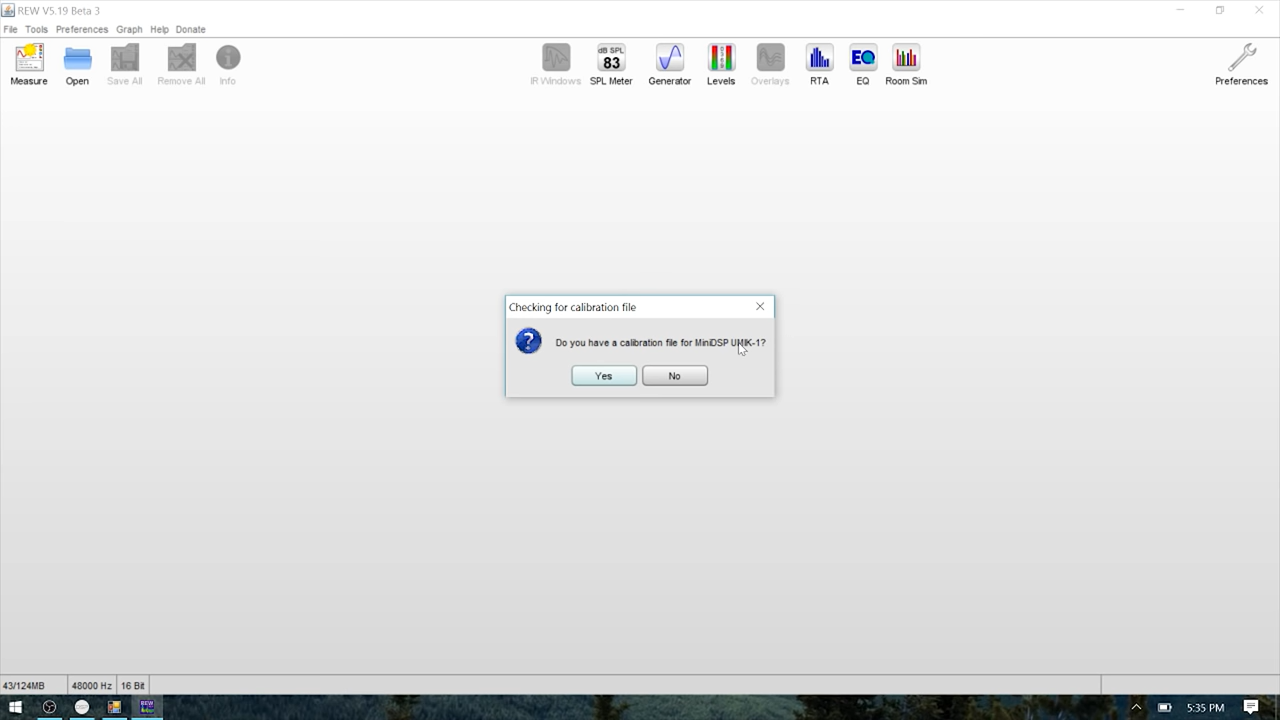 REW V5.19 Beta 3
File Tools Preferences Graph Help Donate
dB SPL
83
EQ
Measure Open Save All Remove All Info IR Windows SPL Meter Generator Levels Overlays RTA EQ Room Sim Preferences
Checking for calibration file
?
Do you have a calibration file for MiniDSP UMIK-1?
Yes No
43/124MB 48000 Hz 16 Bit
REW 5:35 PM